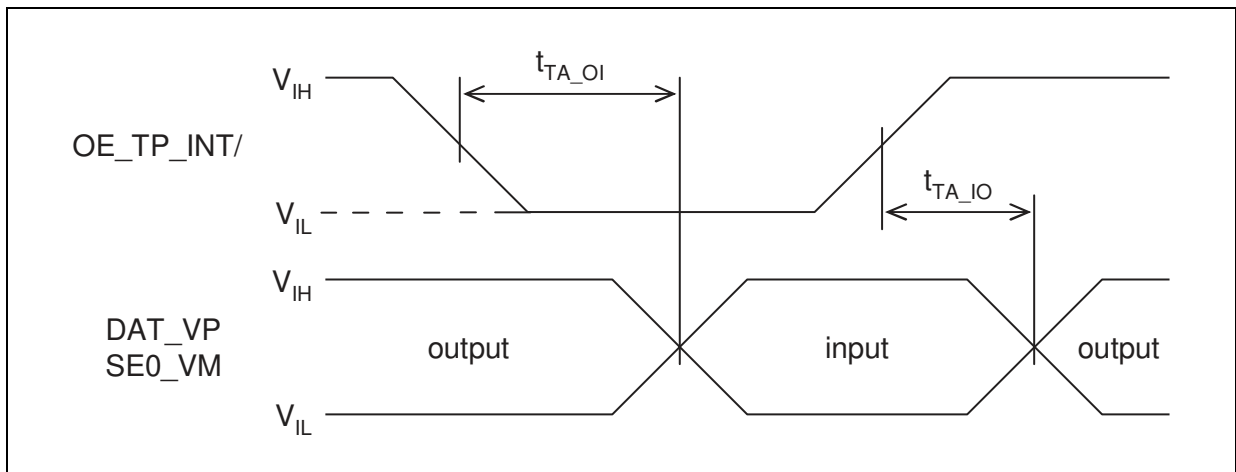 V_IH
t_TA_OI
OE_TP_INT/
t_TA_IO
V_IL
V_IH
DAT_VP
SE0_VM
output
input
output
V_IL